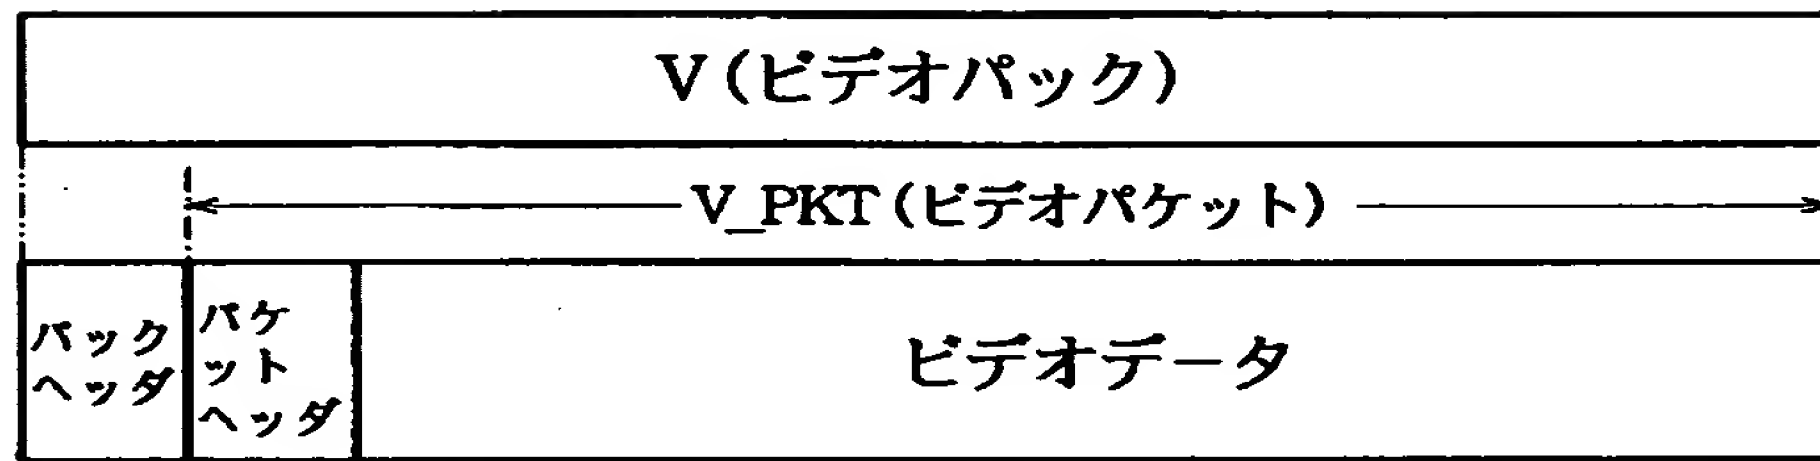 V(ビデオパック)
V_PKT(ビデオパケット)
パック
ヘッダ
パケ
ット
ヘッダ
ビデオデータ